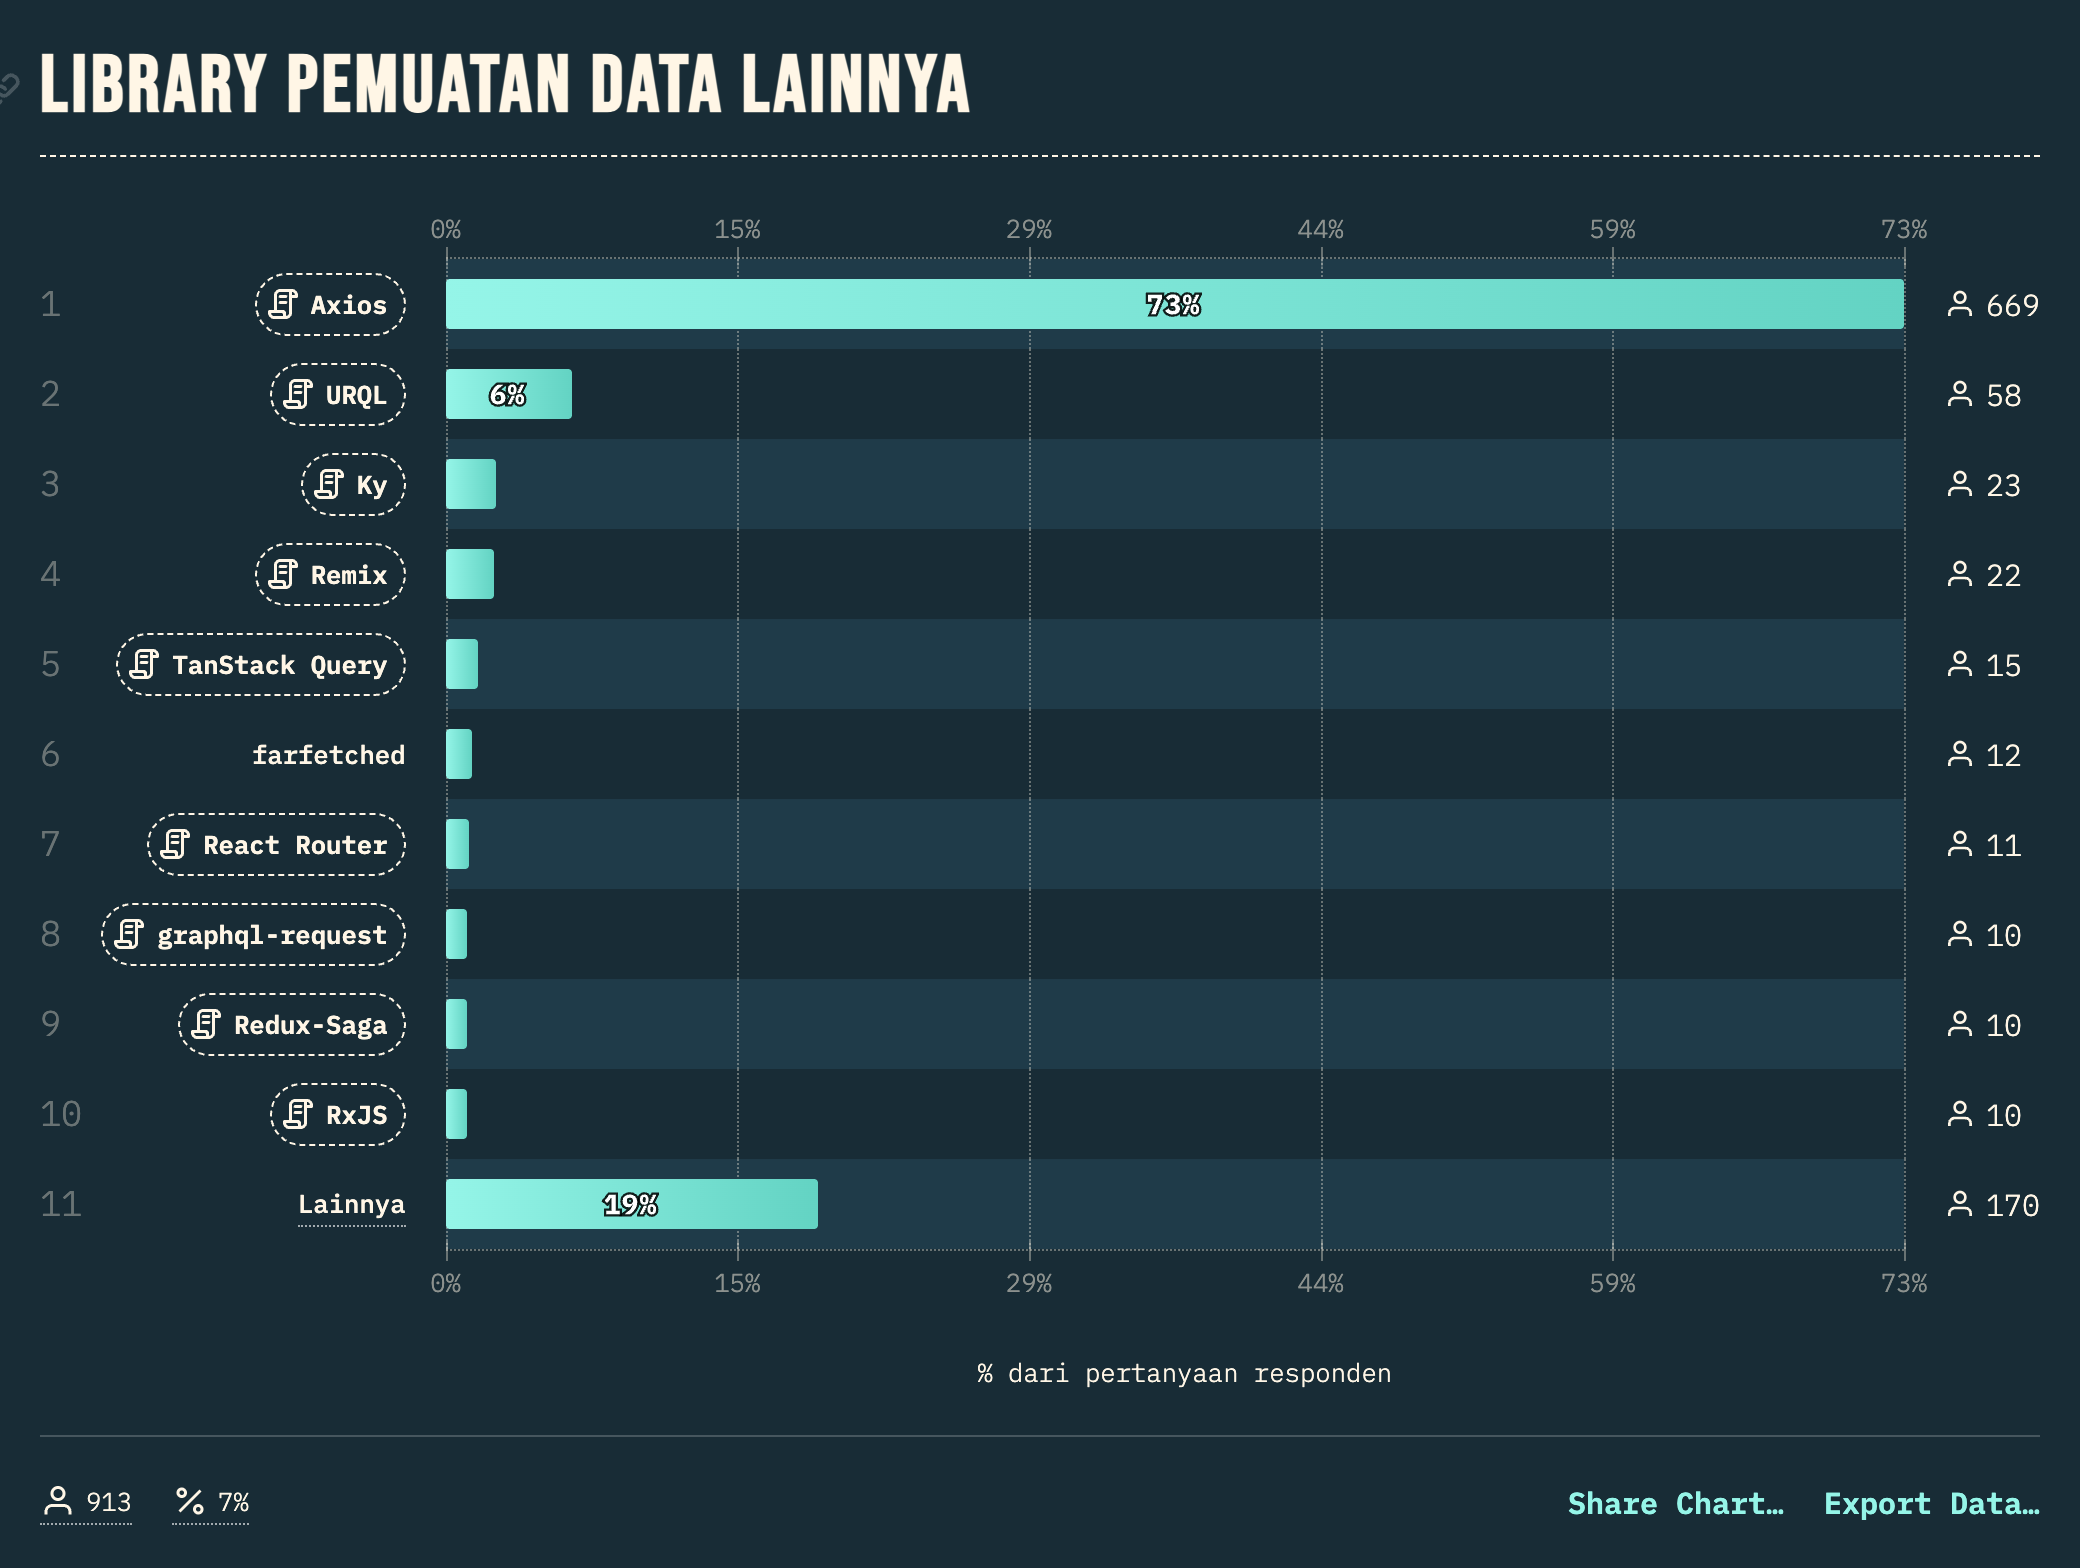 LIBRARY PEMUATAN DATA LAINNYA
0% 15% 29% 44% 59% 73%
1 Axios 73% 669
2 URQL 6% 58
3 Ky 23
4 Remix 22
5 TanStack Query 15
6 farfetched 12
7 React Router 11
8 graphql-request 10
9 Redux-Saga 10
10 RxJS 10
11 Lainnya 19% 170
0% 15% 29% 44% 59% 73%
% dari pertanyaan responden
913 7% Share Chart… Export Data…